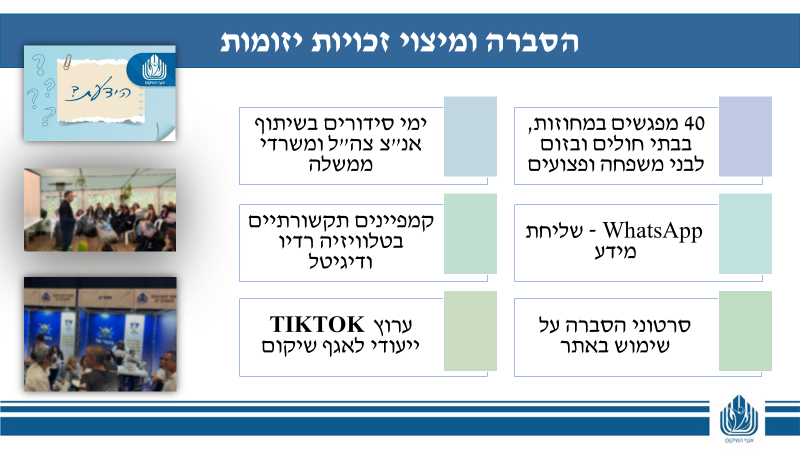 הסברה ומיצוי זכויות יזומות
40 מפגשים במחוזות,
בבתי חולים ובזום
לבני משפחה ופצועים
ימי סידורים בשיתוף
אנ״צ צה״ל ומשרדי
ממשלה
WhatsApp - שליחת
מידע
קמפיינים תקשורתיים
בטלוויזיה רדיו
ודיגיטל
סרטוני הסברה על
שימוש באתר
ערוץ TIKTOK
ייעודי לאגף שיקום
הידעת?
אגף השיקום
אגף השיקום